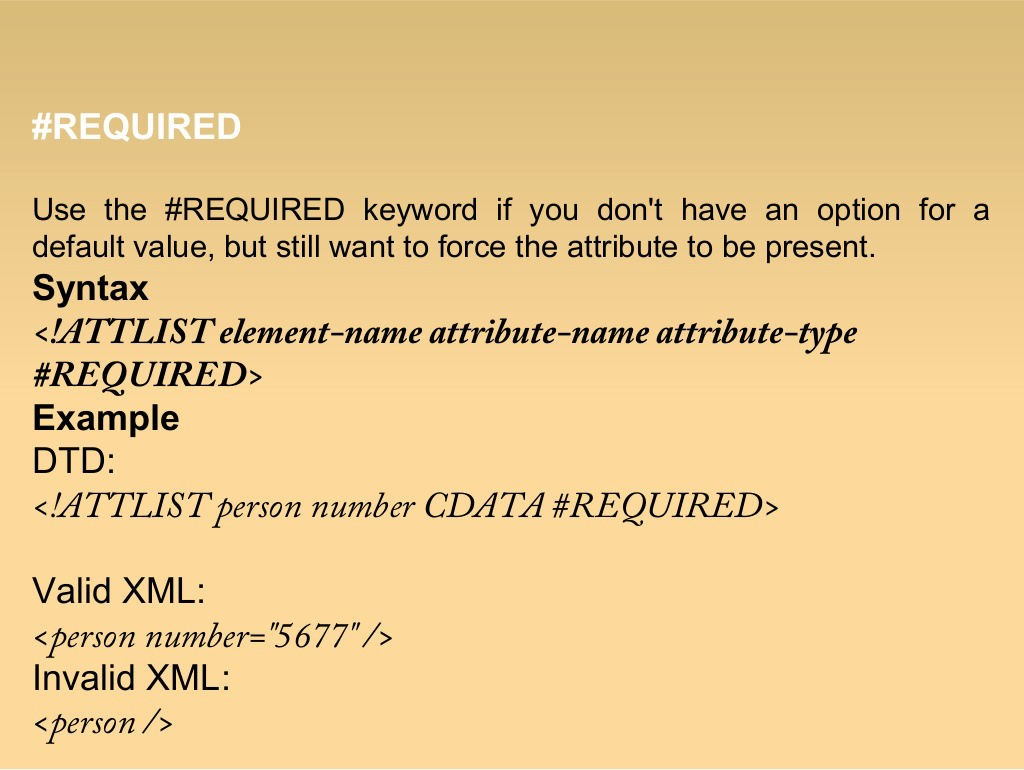 #REQUIRED
Use the #REQUIRED keyword if you don't have an option for a
default value, but still want to force the attribute to be present.
Syntax
<!ATTLIST element-name attribute-name attribute-type
#REQUIRED>
Example
DTD:
<!ATTLIST person number CDATA #REQUIRED>
Valid XML:
<person number="5677" />
Invalid XML:
<person />